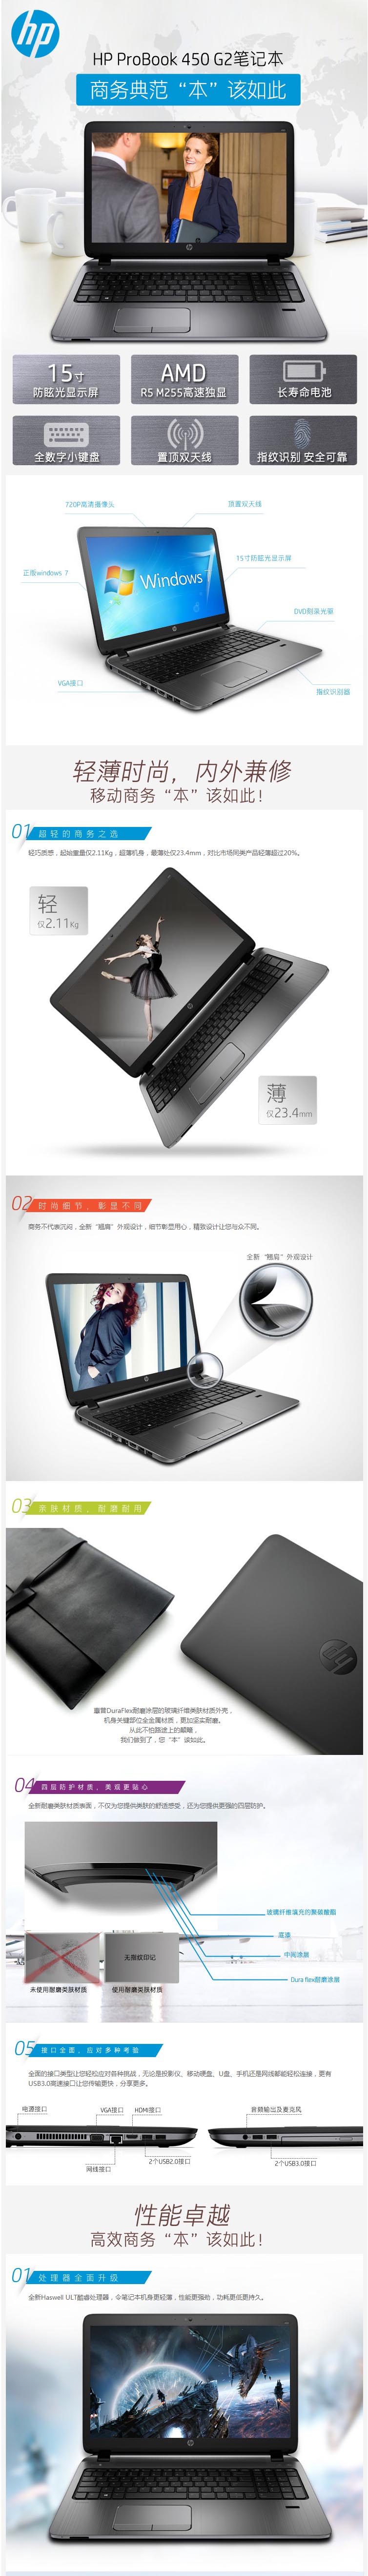 hp
HP ProBook 450 G2笔记本
商务典范“本”该如此
15寸
防眩光显示屏
AMD
R5 M255高速独显
长寿命电池
全数字小键盘
置顶双天线
指纹识别 安全可靠
720P高清摄像头
顶置双天线
正版windows 7
15寸防眩光显示屏
Windows
DVD刻录光驱
VGA接口
指纹识别器
轻薄时尚，内外兼修
移动商务“本”该如此！
01 超轻的商务之选
轻巧质感，起始重量仅2.11Kg，超薄机身，最薄处仅23.4mm，对比市场同类产品轻薄超过20%。
轻
仅2.11Kg
薄
仅23.4mm
02 时尚细节，彰显不同
商务不代表沉闷，全新“翘肩”外观设计，细节彰显用心，精致设计让您与众不同。
全新“翘肩”外观设计
03 亲肤材质，耐磨耐用
DuraFlex耐磨涂层的玻璃纤维类肤材质外壳，
机身关键部位全金属材质，更加坚实耐磨。
从此不怕路途上的颠簸，
我们做到了，您“本”该如此。
04 四层防护材质，美观更贴心
全新耐磨类肤材质表面，不仅为您提供类肤的舒适感受，还为您提供更强的四层防护。
玻璃纤维填充的聚碳酸酯
底漆
中间涂层
Dura flex耐磨涂层
无指纹印记
未使用耐磨类肤材质
使用耐磨类肤材质
05 接口全面，应对多种考验
全面的接口类型让您轻松应对各种挑战，无论是投影仪、移动硬盘、U盘、手机还是网线都能轻松连接，更有
USB3.0高速接口让您传输更快，分享更多。
电源接口
VGA接口
HDMI接口
音频输出及麦克风
网线接口
2个USB2.0接口
2个USB3.0接口
性能卓越
高效商务“本”该如此！
01 处理器全面升级
全新Haswell ULT酷睿处理器，令笔记本机身更轻薄，性能更强劲，功耗更低更持久。